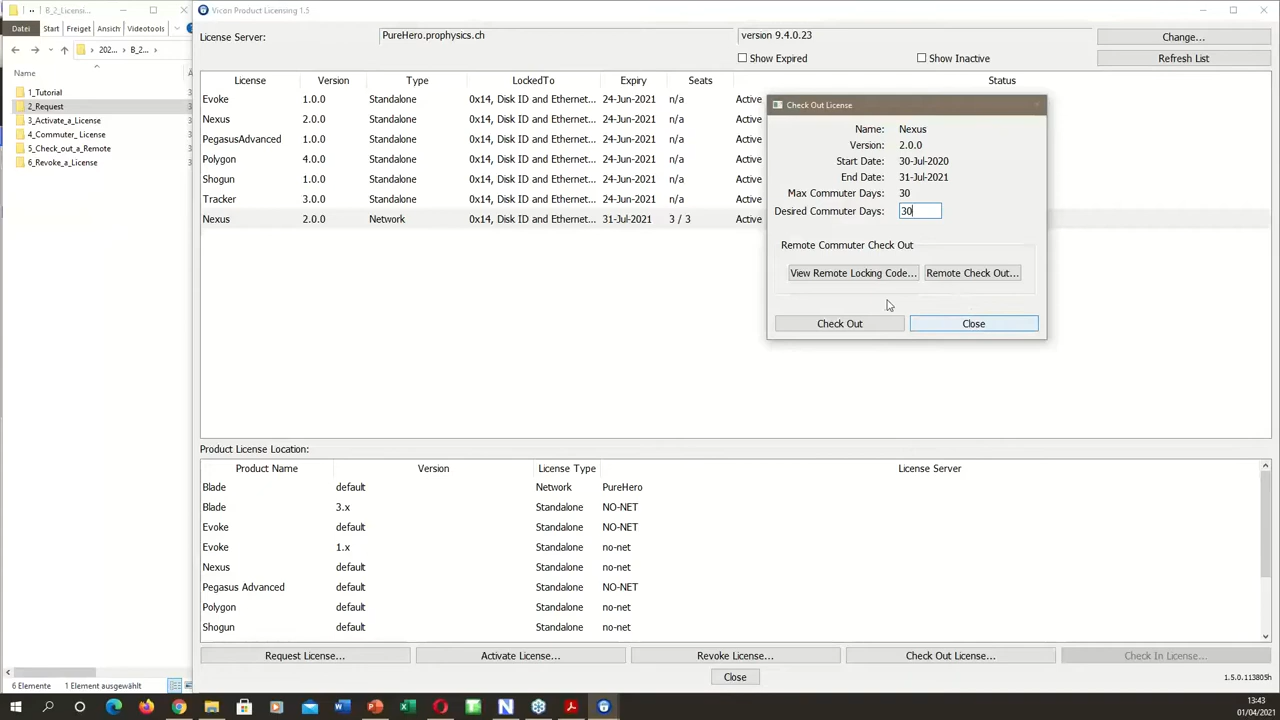 B_2_Licensi...
Datei Start Freiget Ansich Videotools
202... B_2...
Name
1_Tutorial
2_Request
3_Activate_a_License
4_Commuter_ License
5_Check_out_a_Remote
6_Revoke_a_License
6 Elemente 1 Element ausgewählt
Vicon Product Licensing 1.5
License Server: PureHero.prophysics.ch version 9.4.0.23 Change...
Show Expired Show Inactive Refresh List
License Version Type LockedTo Expiry Seats Status
Evoke 1.0.0 Standalone 0x14, Disk ID and Ethernet... 24-Jun-2021 n/a Active
Nexus 2.0.0 Standalone 0x14, Disk ID and Ethernet... 24-Jun-2021 n/a Active
PegasusAdvanced 1.0.0 Standalone 0x14, Disk ID and Ethernet... 24-Jun-2021 n/a Active
Polygon 4.0.0 Standalone 0x14, Disk ID and Ethernet... 24-Jun-2021 n/a Active
Shogun 1.0.0 Standalone 0x14, Disk ID and Ethernet... 24-Jun-2021 n/a Active
Tracker 3.0.0 Standalone 0x14, Disk ID and Ethernet... 24-Jun-2021 n/a Active
Nexus 2.0.0 Network 0x14, Disk ID and Ethernet... 31-Jul-2021 3 / 3 Active
Check Out License
Name: Nexus
Version: 2.0.0
Start Date: 30-Jul-2020
End Date: 31-Jul-2021
Max Commuter Days: 30
Desired Commuter Days: 30
Remote Commuter Check Out
View Remote Locking Code... Remote Check Out...
Check Out Close
Product License Location:
Product Name Version License Type License Server
Blade default Network PureHero
Blade 3.x Standalone NO-NET
Evoke default Standalone NO-NET
Evoke 1.x Standalone no-net
Nexus default Standalone no-net
Pegasus Advanced default Standalone NO-NET
Polygon default Standalone no-net
Shogun default Standalone no-net
Request License... Activate License... Revoke License... Check Out License... Check In License...
Close
1.5.0.113805h
13:43
01/04/2021